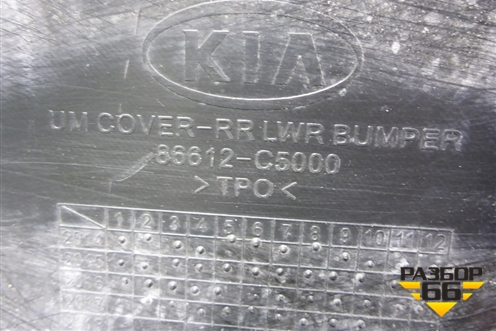 KIA
UM COVER-RR LWR BUMPER
86612-C5000
>TPO<
1 2 3 4 5 6 7 8 9 10 11 12
РАЗБОР
66